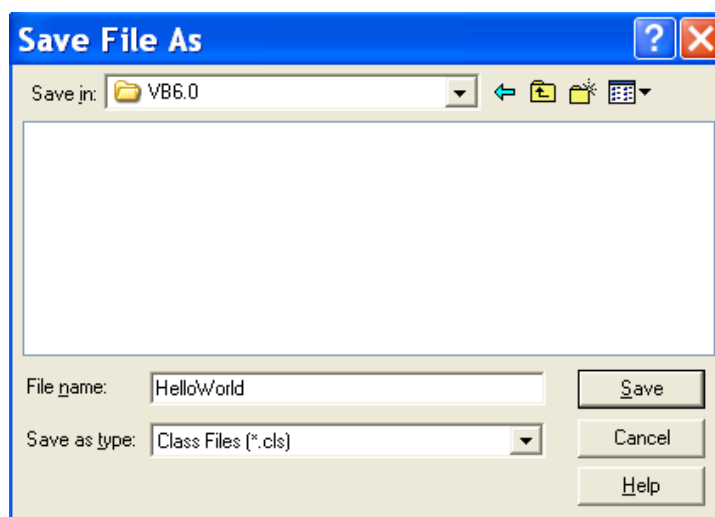 Save File As
Save in: VB6.0
File name: HelloWorld Save
Save as type: Class Files (*.cls) Cancel
Help